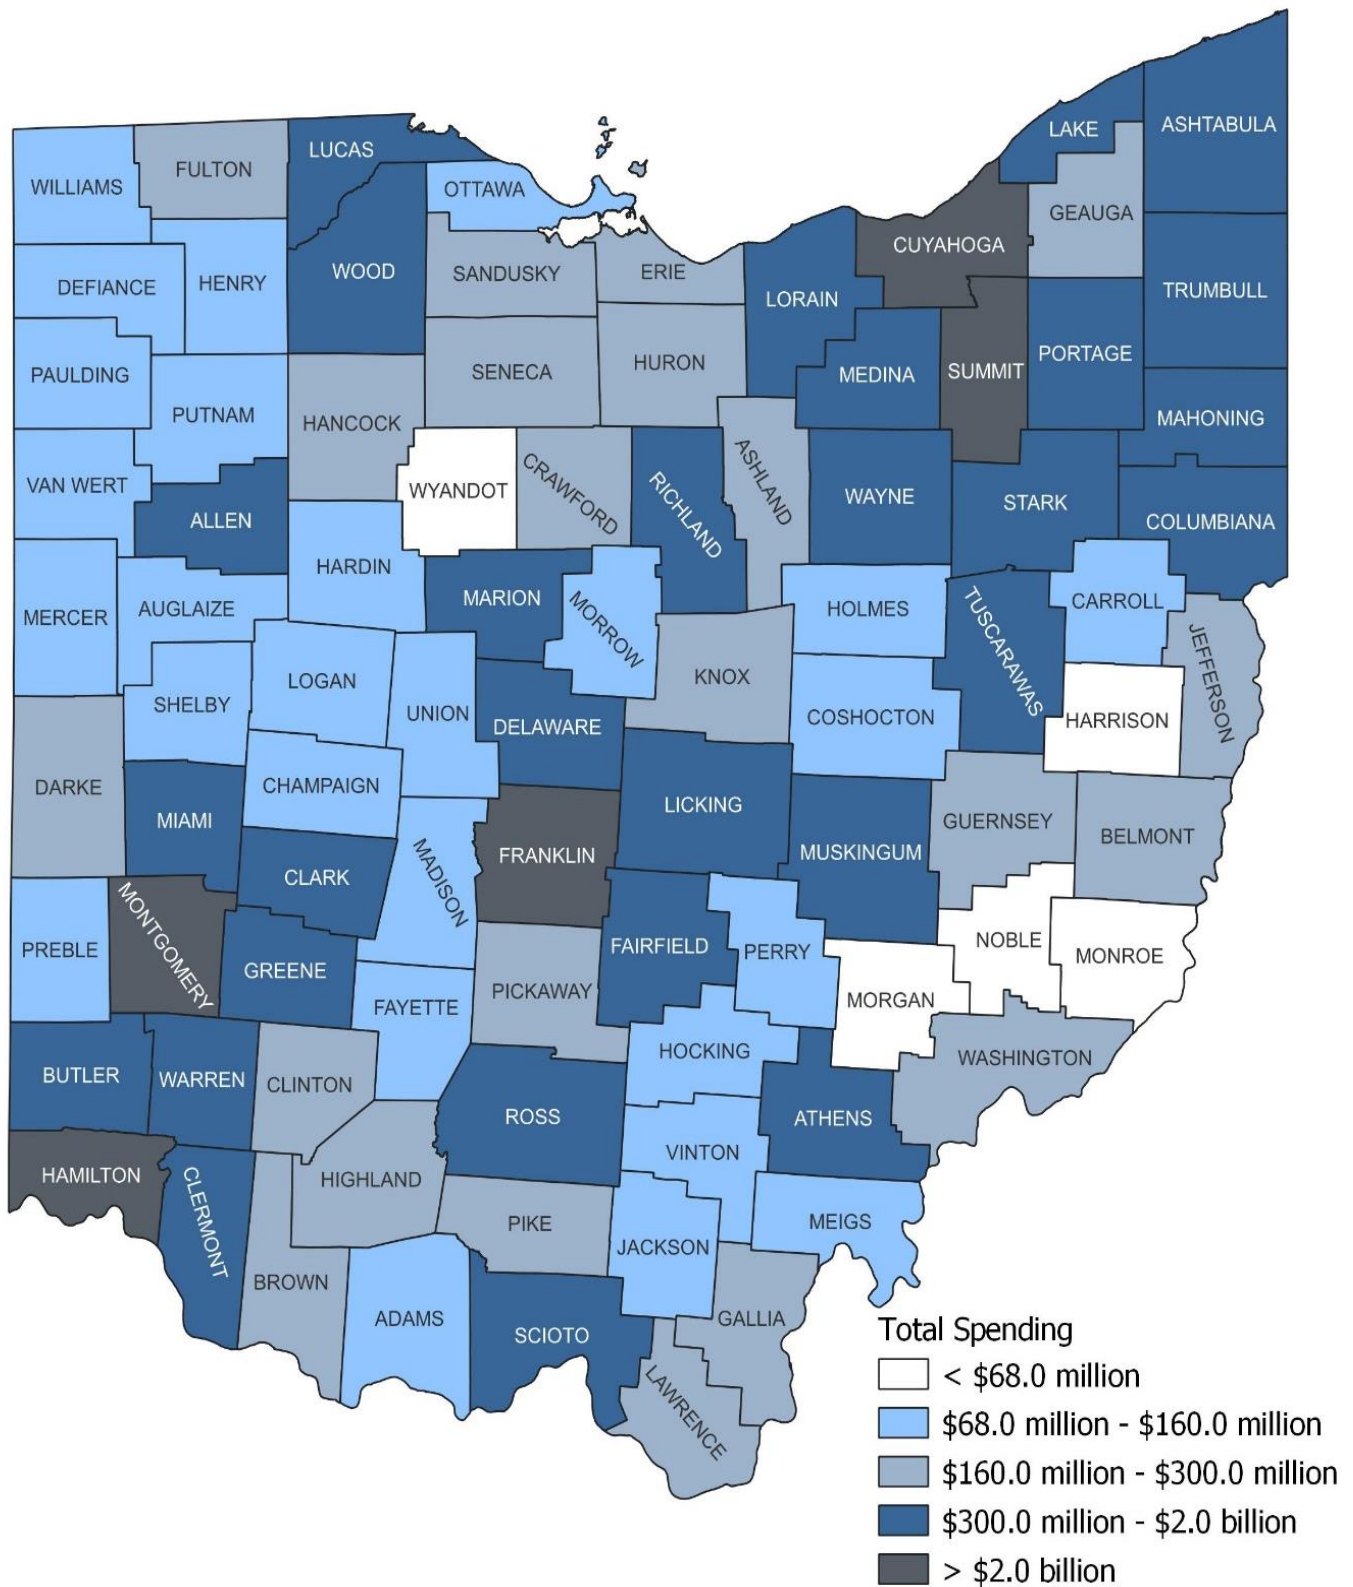 ASHTABULA
LAKE
LUCAS
FULTON
WILLIAMS
OTTAWA
GEAUGA
CUYAHOGA
WOOD
SANDUSKY
ERIE
HENRY
DEFIANCE
LORAIN
TRUMBULL
PORTAGE
HURON
SENECA
SUMMIT
MEDINA
PAULDING
PUTNAM
HANCOCK
MAHONING
VAN WERT
WYANDOT
CRAWFORD
RICHLAND
ASHLAND
WAYNE
STARK
ALLEN
COLUMBIANA
HARDIN
MARION
MORROW
HOLMES
CARROLL
AUGLAIZE
MERCER
TUSCARAWAS
JEFFERSON
LOGAN
KNOX
SHELBY
UNION
DELAWARE
COSHOCTON
HARRISON
DARKE
CHAMPAIGN
LICKING
MIAMI
GUERNSEY
BELMONT
FRANKLIN
MUSKINGUM
CLARK
MADISON
MONTGOMERY
PREBLE
FAIRFIELD
PERRY
NOBLE
MONROE
GREENE
PICKAWAY
MORGAN
FAYETTE
HOCKING
WASHINGTON
BUTLER
WARREN
CLINTON
ROSS
ATHENS
VINTON
HAMILTON
HIGHLAND
CLERMONT
PIKE
MEIGS
JACKSON
BROWN
ADAMS
SCIOTO
GALLIA
LAWRENCE
Total Spending
< $68.0 million
$68.0 million - $160.0 million
$160.0 million - $300.0 million
$300.0 million - $2.0 billion
> $2.0 billion